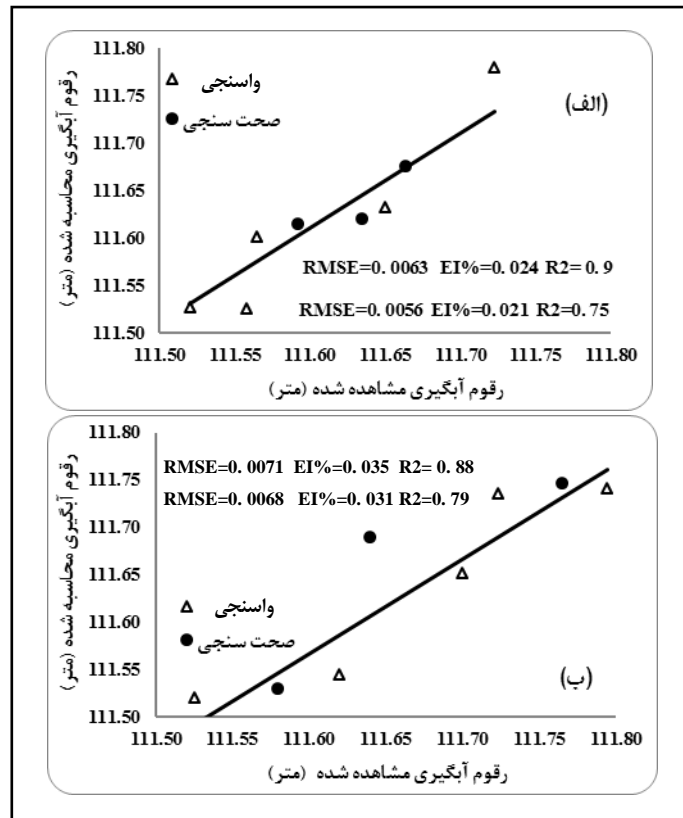 111.80
111.75
111.70
111.65
111.60
111.55
111.50
رقوم آبگیری محاسبه شده (متر)
واسنجی
صحت سنجی
(الف)
RMSE=0.0063 EI%=0.024 R2=0.9
RMSE=0.0056 EI%=0.021 R2=0.75
111.50 111.55 111.60 111.65 111.70 111.75 111.80
رقوم آبگیری مشاهده شده (متر)
111.80
111.75
111.70
111.65
111.60
111.55
111.50
رقوم آبگیری محاسبه شده (متر)
RMSE=0.0071 EI%=0.035 R2=0.88
RMSE=0.0068 EI%=0.031 R2=0.79
واسنجی
صحت سنجی
(ب)
111.50 111.55 111.60 111.65 111.70 111.75 111.80
رقوم آبگیری مشاهده شده (متر)